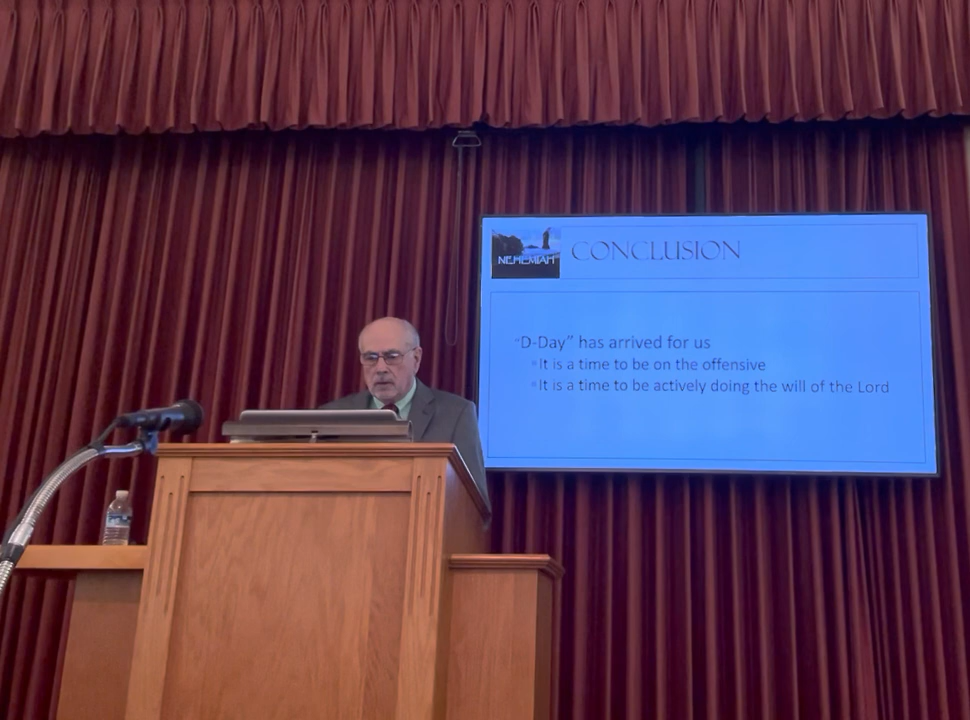 NEHEMIAH
CONCLUSION
“D-Day” has arrived for us
It is a time to be on the offensive
It is a time to be actively doing the will of the Lord